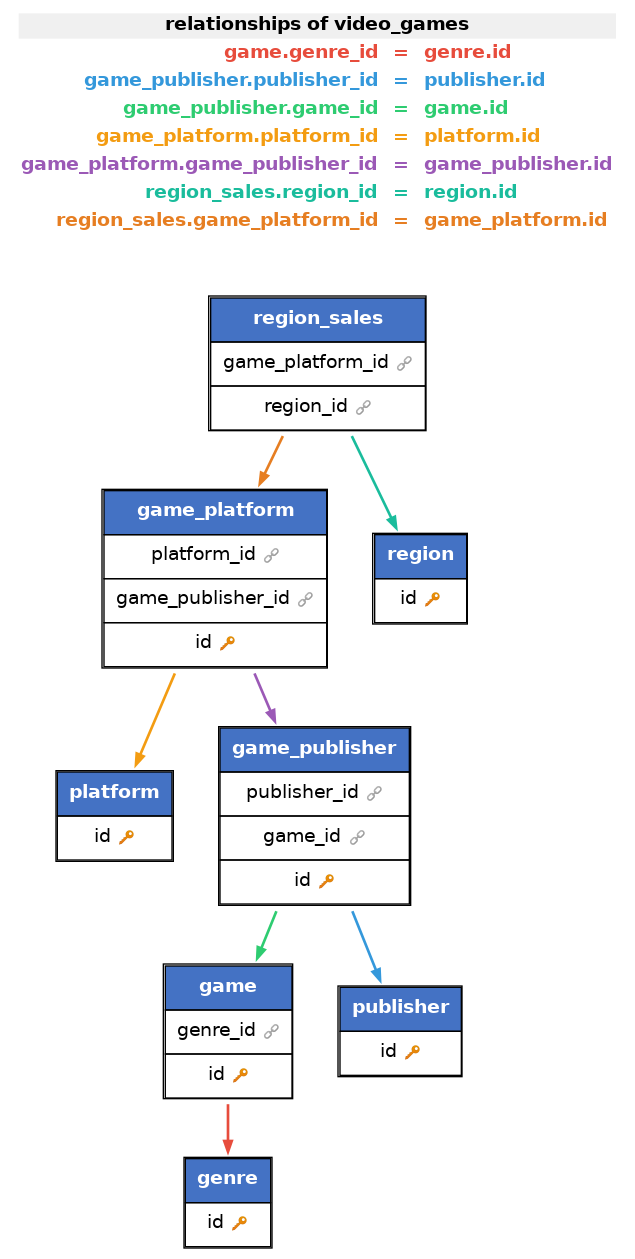 relationships of video_games
game.genre_id = genre.id
game_publisher.publisher_id = publisher.id
game_publisher.game_id = game.id
game_platform.platform_id = platform.id
game_platform.game_publisher_id = game_publisher.id
region_sales.region_id = region.id
region_sales.game_platform_id = game_platform.id
region_sales
game_platform_id
region_id
game_platform
platform_id
game_publisher_id
id
region
id
platform
id
game_publisher
publisher_id
game_id
id
game
genre_id
id
publisher
id
genre
id